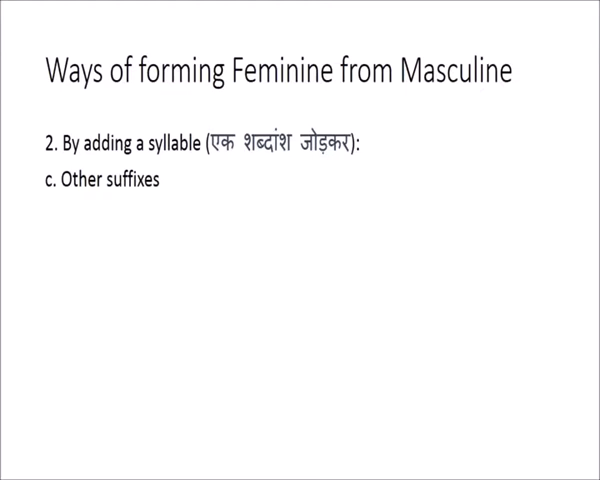 Ways of forming Feminine from Masculine
2. By adding a syllable (एक शब्दांश जोड़कर):
c. Other suffixes